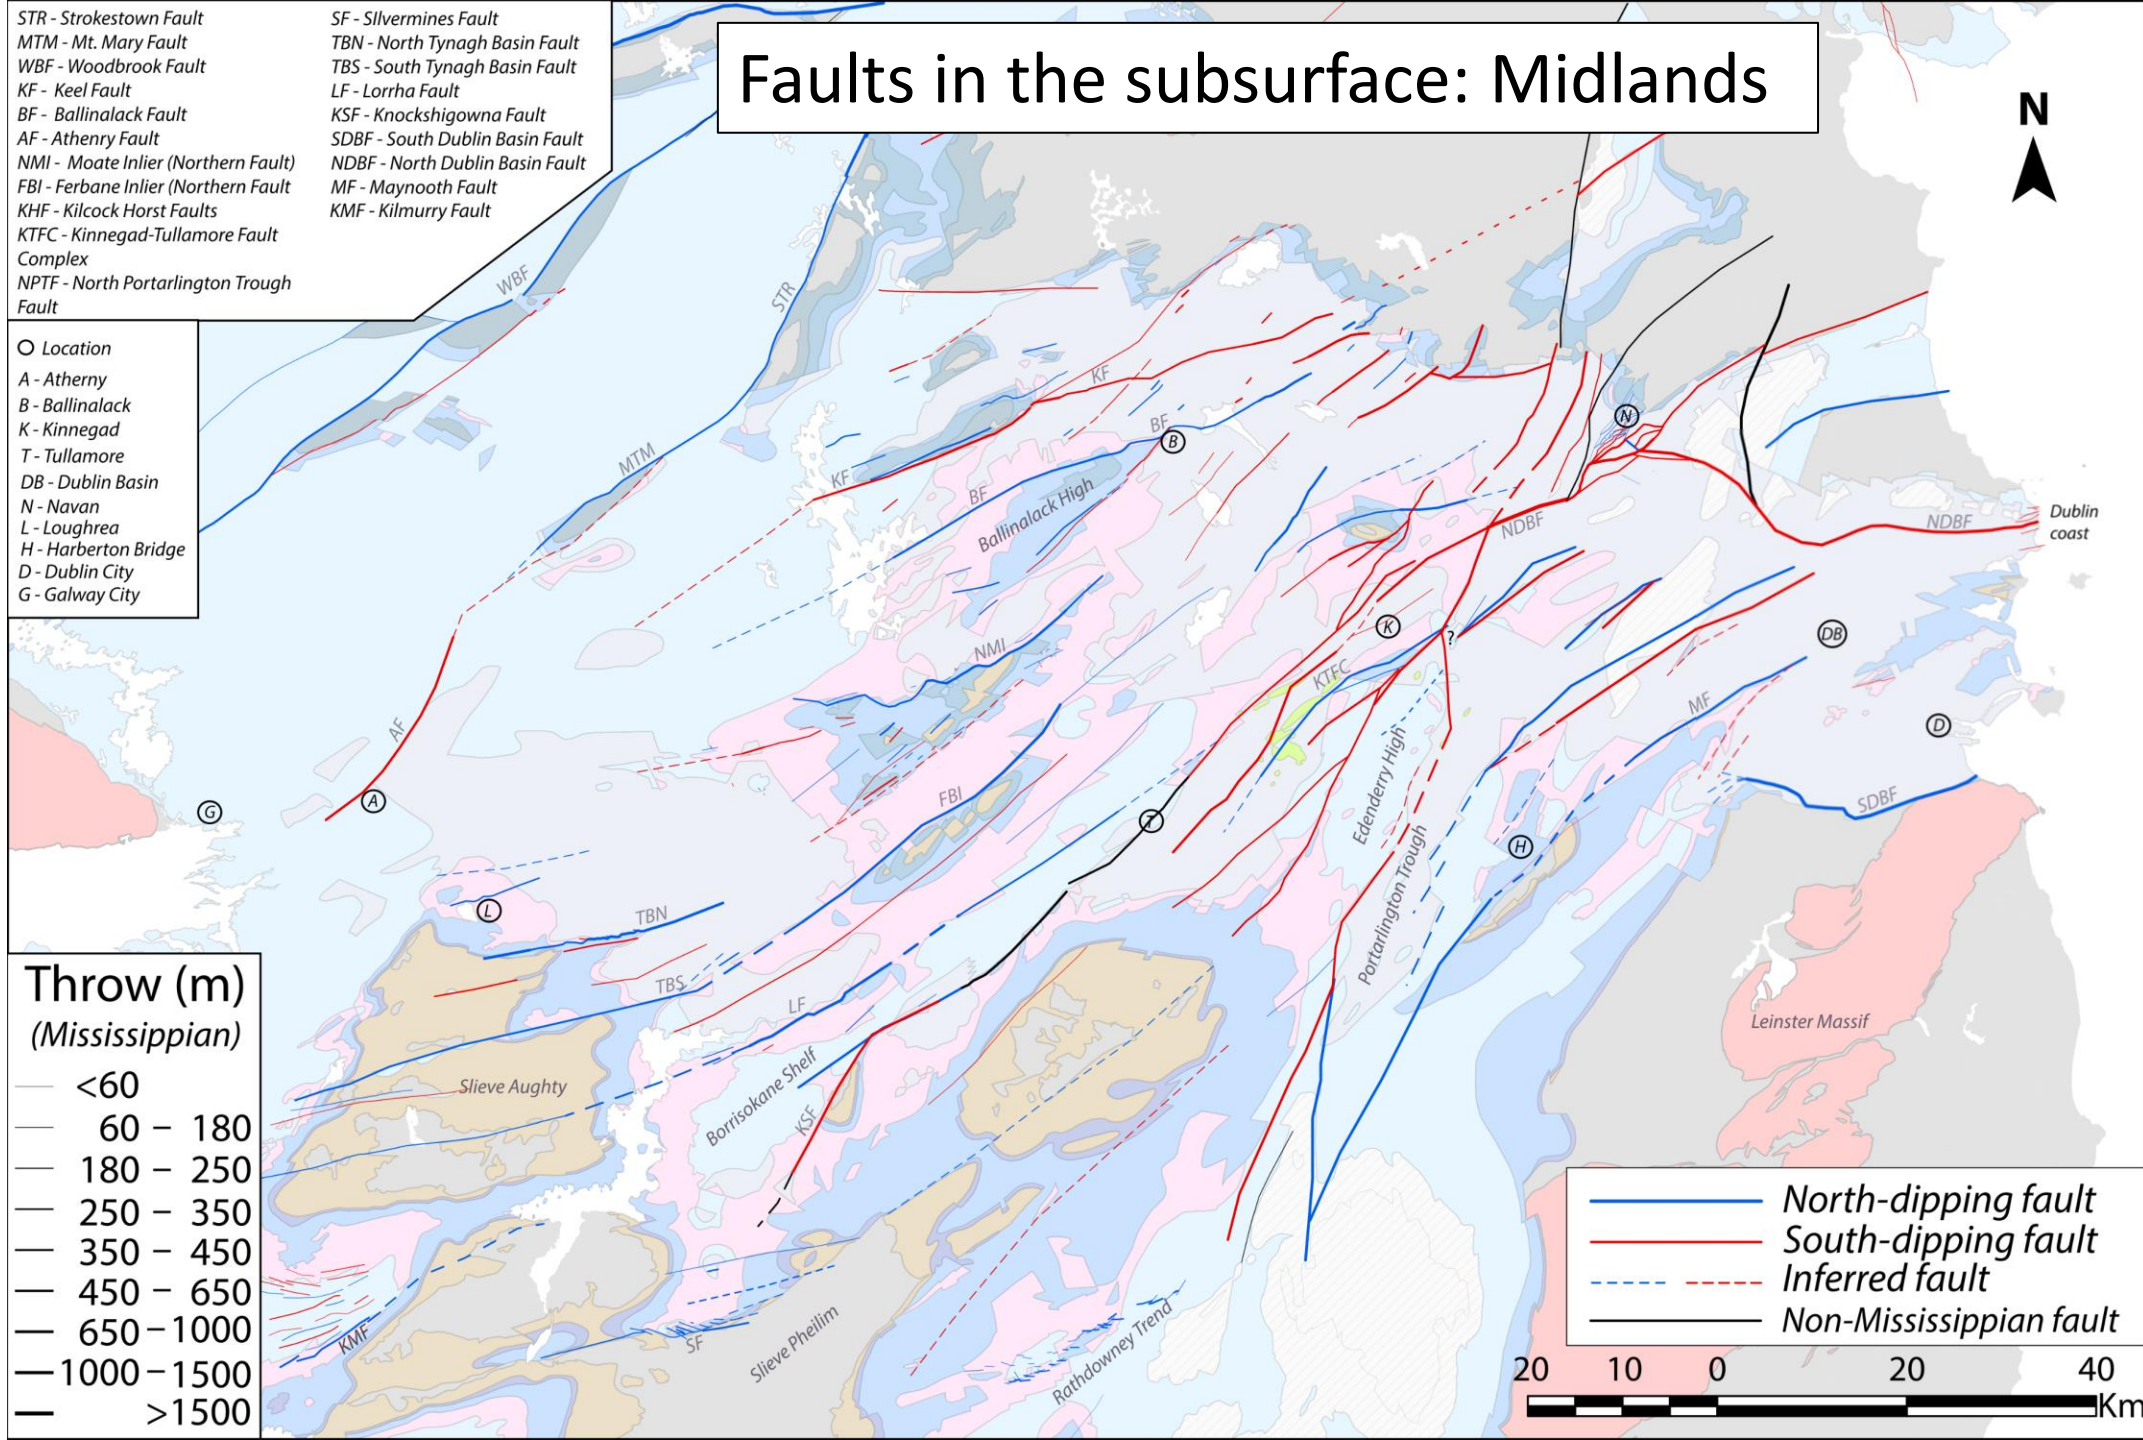 Faults in the subsurface: Midlands
STR - Strokestown Fault
MTM - Mt. Mary Fault
WBF - Woodbrook Fault
KF - Keel Fault
BF - Ballinalack Fault
AF - Athenry Fault
NMI - Moate Inlier (Northern Fault)
FBI - Ferbane Inlier (Northern Fault
KHF - Kilcock Horst Faults
KTFC - Kinnegad-Tullamore Fault
Complex
NPTF - North Portarlington Trough
Fault
SF - SIlvermines Fault
TBN - North Tynagh Basin Fault
TBS - South Tynagh Basin Fault
LF - Lorrha Fault
KSF - Knockshigowna Fault
SDBF - South Dublin Basin Fault
NDBF - North Dublin Basin Fault
MF - Maynooth Fault
KMF - Kilmurry Fault
Location
A - Atherny
B - Ballinalack
K - Kinnegad
T - Tullamore
DB - Dublin Basin
N - Navan
L - Loughrea
H - Harberton Bridge
D - Dublin City
G - Galway City
N
WBF
STR
KF
BF
B
N
MTM
KF
BF
Ballinalack High
NDBF
NDBF
Dublin
coast
K
?
DB
NMI
KTFC
MF
D
AF
A
G
FBI
T
Edenderry High
H
SDBF
L
TBN
Portarlington Trough
TBS
LF
Leinster Massif
Slieve Aughty
Borrisokane Shelf
KSF
KMF
SF
Slieve Pheilim
Rathdowney Trend
Throw (m)
(Mississippian)
<60
60 – 180
180 – 250
250 – 350
350 – 450
450 – 650
650 – 1000
1000 – 1500
>1500
North-dipping fault
South-dipping fault
Inferred fault
Non-Mississippian fault
20 10 0 20 40
Km